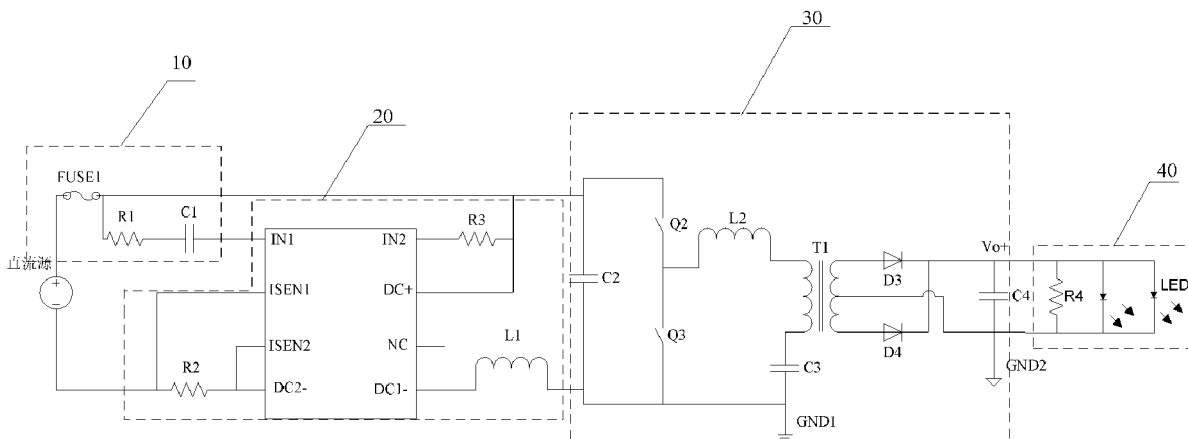 30
10
20
40
FUSE1
R1
C1
IN1
IN2
R3
直流源
ISEN1
DC+
ISEN2
NC
R2
DC2-
DC1-
L1
C2
Q2
L2
Q3
T1
C3
GND1
D3
D4
Vo+
C4
GND2
R4
LED